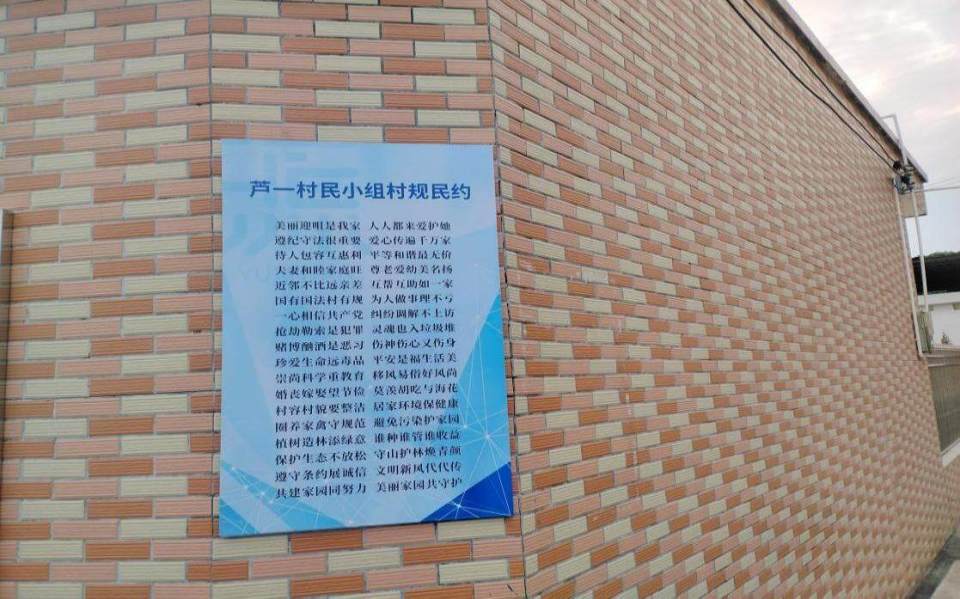 芦一村民小组村规民约
美丽迎咀是我家 人人都来爱护她
遵纪守法很重要 爱心传遍千万家
待人包容互惠利 平等和谐最无价
夫妻和睦家庭旺 尊老爱幼美名扬
近邻不比远亲差 互帮互助如一家
国有国法村有规 为人做事理不亏
一心相信共产党 纠纷调解不上访
抢劫勒索是犯罪 灵魂也入垃圾堆
赌博酗酒是恶习 伤神伤心又伤身
珍爱生命远毒品 平安是福生活美
崇尚科学重教育 移风易俗好风尚
婚丧嫁娶望节俭 莫羡胡吃与海花
村容村貌要整洁 居家环境保健康
圈养家禽守规范 避免污染护家园
植树造林添绿意 谁种谁管谁收益
保护生态不放松 守山护林焕青颜
遵守条约展诚信 文明新风代代传
共建家园同努力 美丽家园共守护